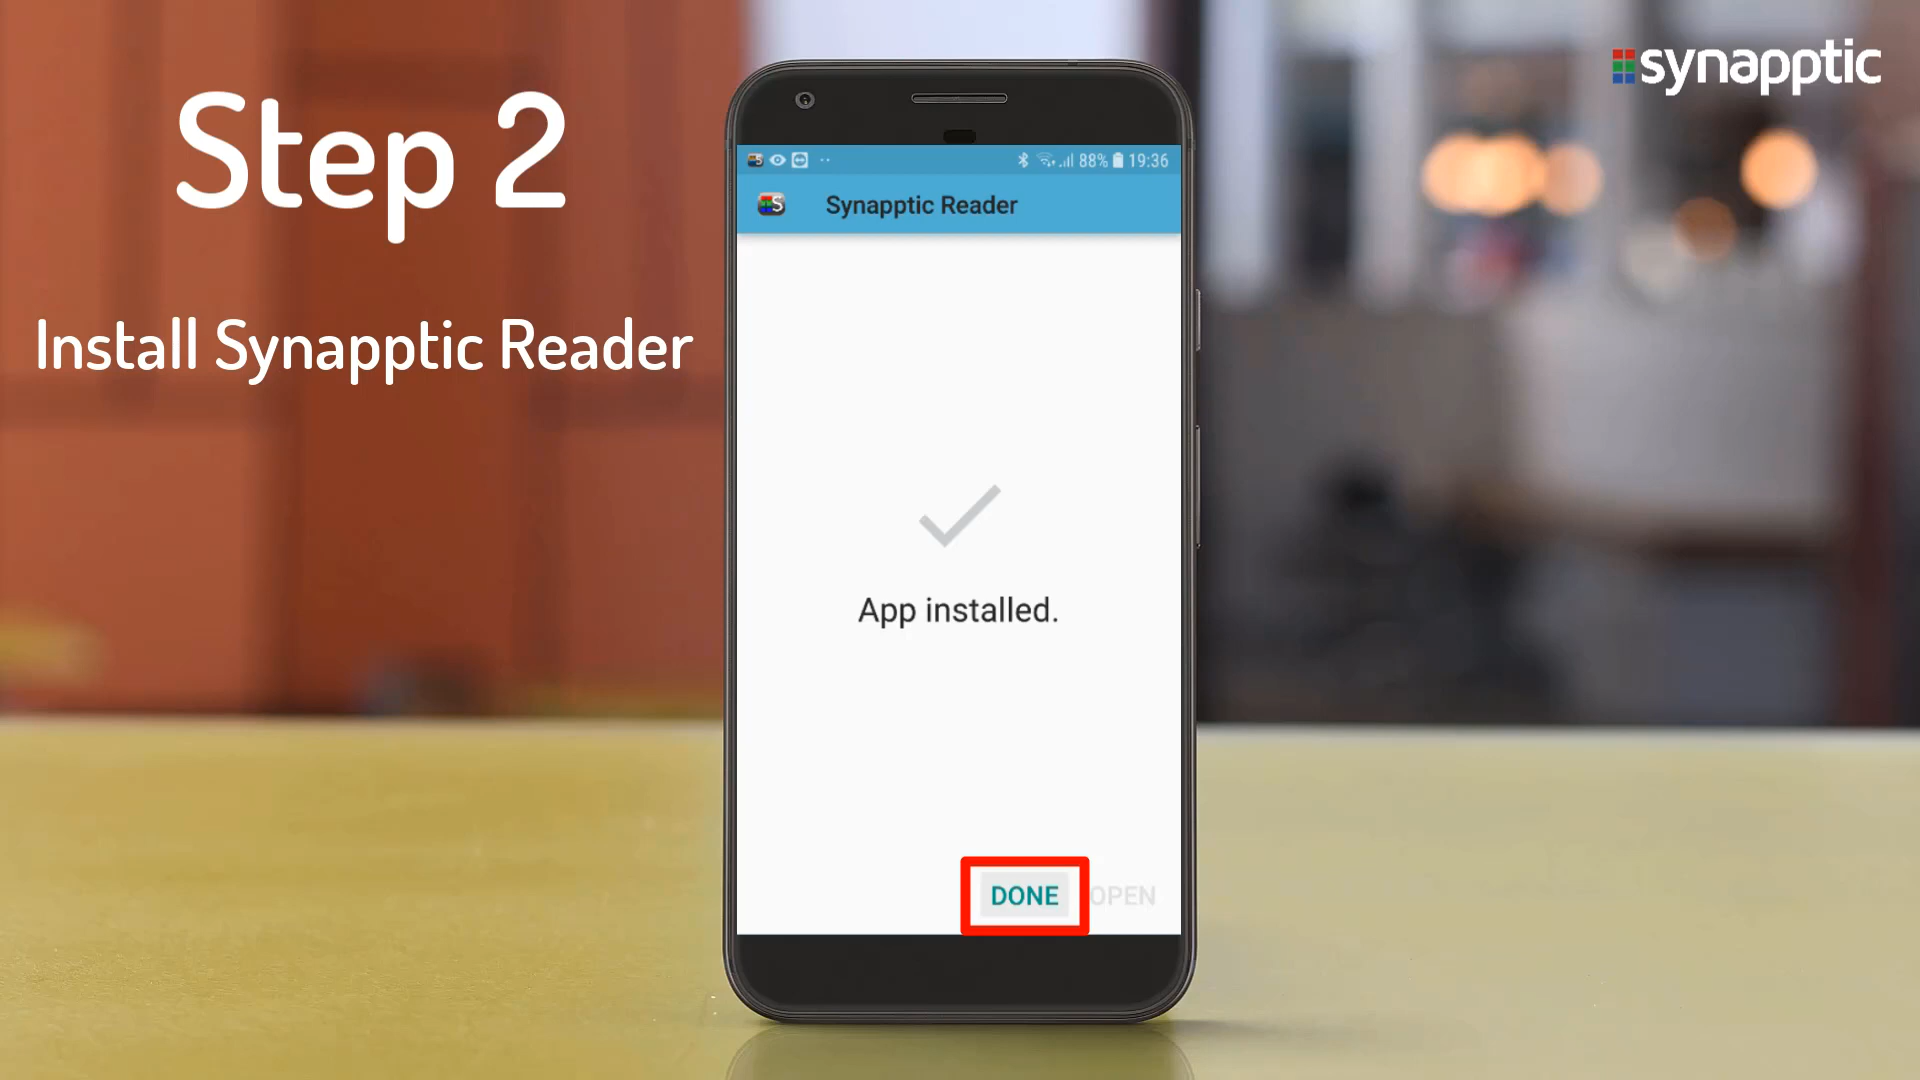 Step 2
Install Synapptic Reader
synapptic
88% 19:36
S Synapptic Reader
App installed.
DONE OPEN